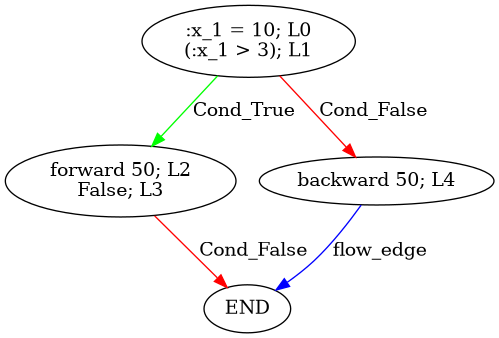 :x_1 = 10; L0
(:x_1 > 3); L1
Cond_True
Cond_False
forward 50; L2
False; L3
backward 50; L4
Cond_False
flow_edge
END